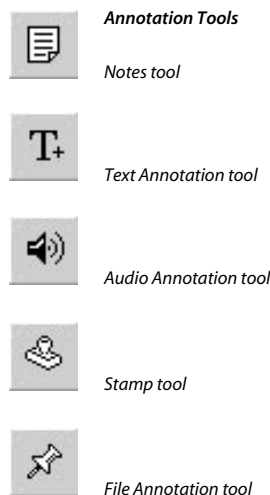 Annotation Tools
Notes tool
T+
Text Annotation tool
Audio Annotation tool
Stamp tool
File Annotation tool